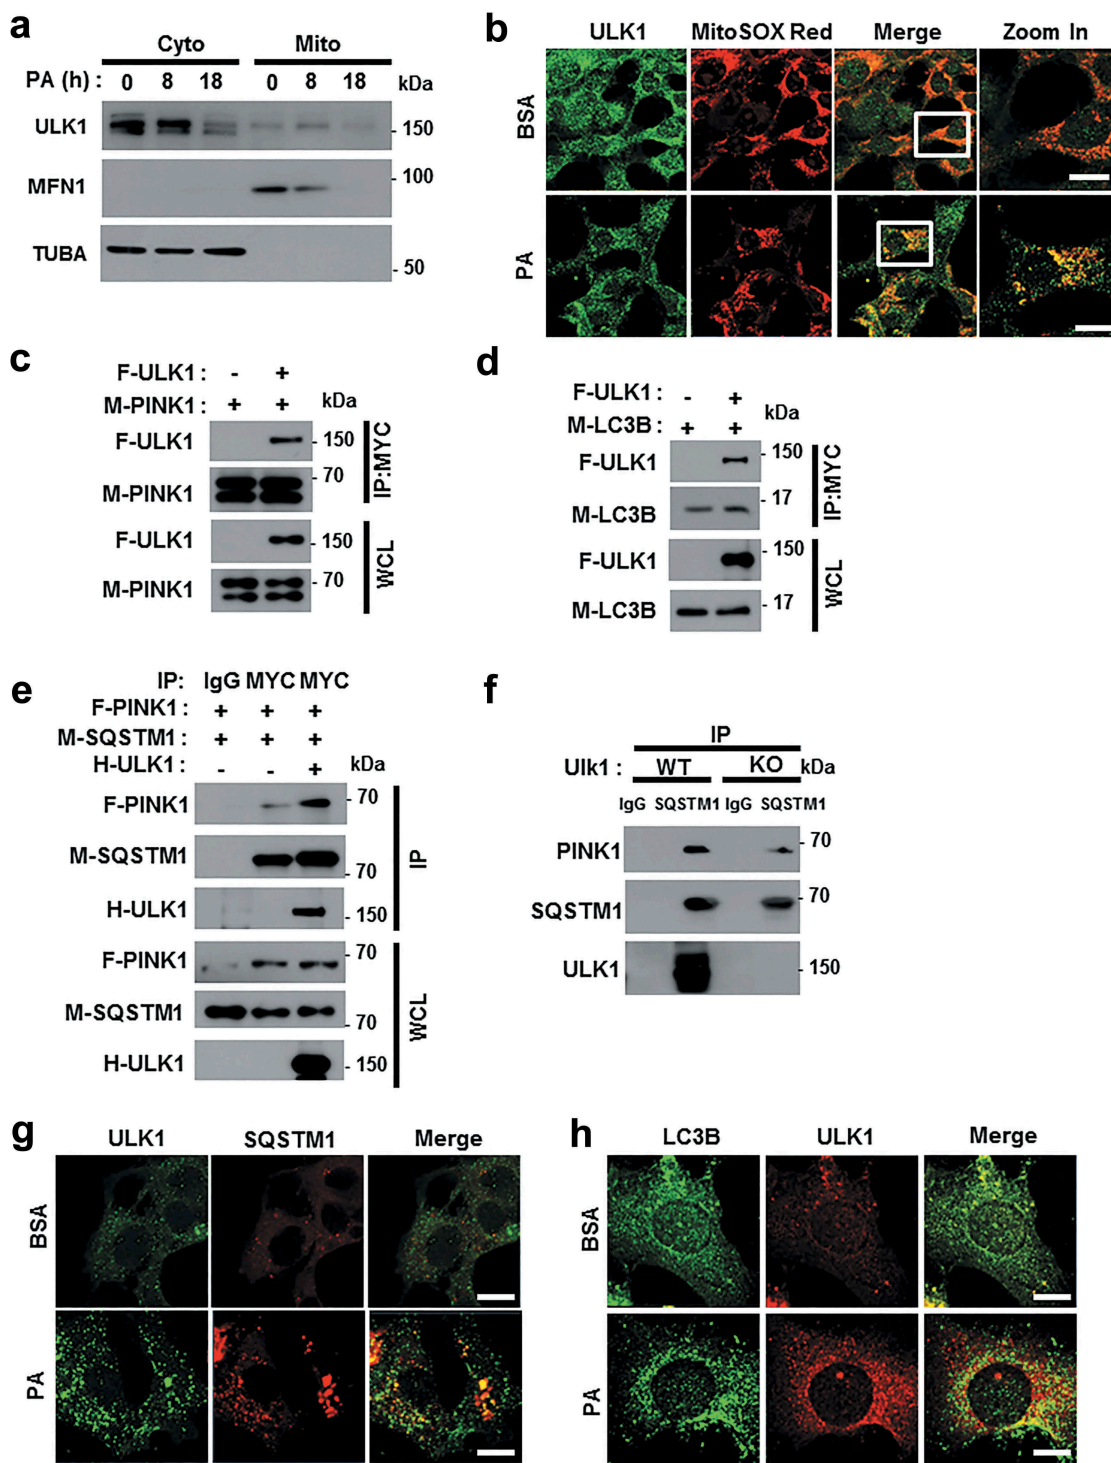 a
Cyto Mito
PA (h) : 0 8 18 0 8 18 kDa
ULK1 - 150
MFN1 - 100
TUBA - 50
b
ULK1 MitoSOX Red Merge Zoom In
BSA
PA
c
F-ULK1 : - +
M-PINK1 : + + kDa
F-ULK1 - 150
M-PINK1 - 70
IP:MYC
F-ULK1 - 150
M-PINK1 - 70
WCL
d
F-ULK1 : - +
M-LC3B : + + kDa
F-ULK1 - 150
M-LC3B - 17
IP:MYC
F-ULK1 - 150
M-LC3B - 17
WCL
e
IP: IgG MYC MYC
F-PINK1 : + + +
M-SQSTM1 : + + +
H-ULK1 : - - + kDa
F-PINK1 - 70
M-SQSTM1 - 70
H-ULK1 - 150
IP
F-PINK1 - 70
M-SQSTM1 - 70
H-ULK1 - 150
WCL
f
IP
Ulk1 : WT KO kDa
IgG SQSTM1 IgG SQSTM1
PINK1 - 70
SQSTM1 - 70
ULK1 - 150
g
ULK1 SQSTM1 Merge
BSA
PA
h
LC3B ULK1 Merge
BSA
PA